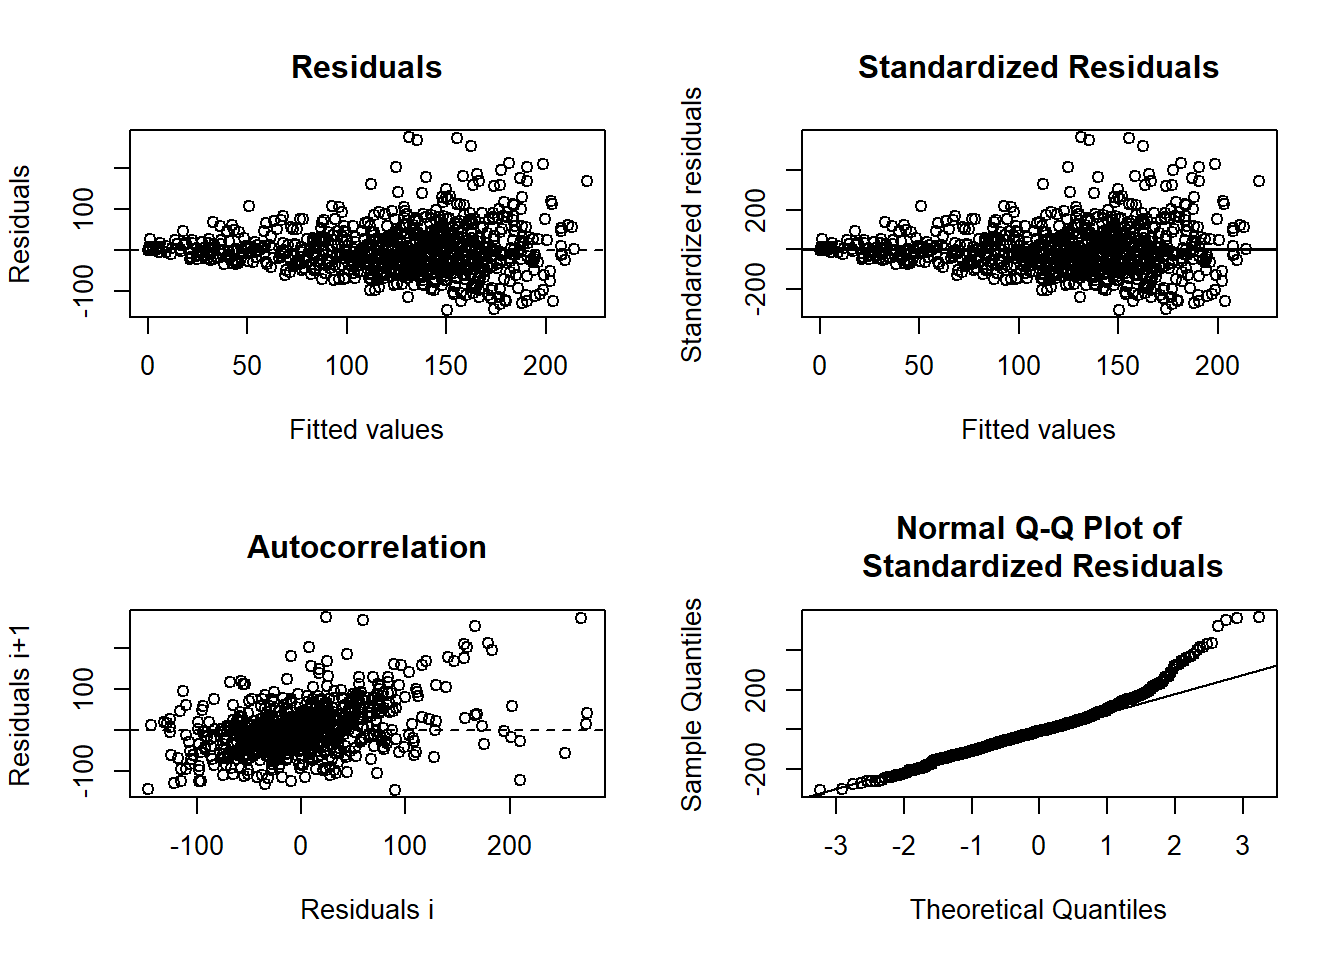 Residuals
Residuals
100
-100
0 50 100 150 200
Fitted values
Standardized Residuals
Standardized residuals
200
-200
0 50 100 150 200
Fitted values
Autocorrelation
Residuals i+1
100
-100
-100 0 100 200
Residuals i
Normal Q-Q Plot of
Standardized Residuals
Sample Quantiles
200
-200
-3 -2 -1 0 1 2 3
Theoretical Quantiles